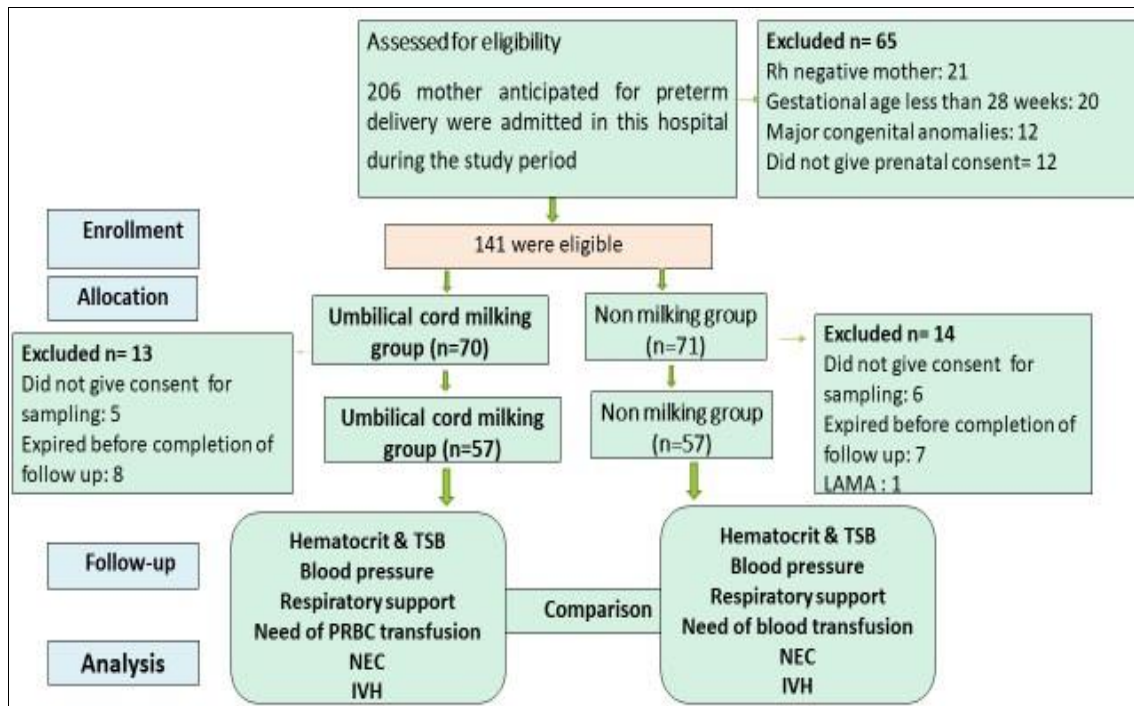 Assessed for eligibility
206 mother anticipated for preterm
delivery were admitted in this hospital
during the study period
Excluded n= 65
Rh negative mother: 21
Gestational age less than 28 weeks: 20
Major congenital anomalies: 12
Did not give prenatal consent= 12
Enrollment
141 were eligible
Allocation
Umbilical cord milking
group (n=70)
Non milking group
(n=71)
Excluded n= 13
Did not give consent for
sampling: 5
Expired before completion of
follow up: 8
Excluded n= 14
Did not give consent for
sampling: 6
Expired before completion of
follow up: 7
LAMA : 1
Umbilical cord milking
group (n=57)
Non milking group
(n=57)
Follow-up
Hematocrit & TSB
Blood pressure
Respiratory support
Need of PRBC transfusion
NEC
IVH
Comparison
Hematocrit & TSB
Blood pressure
Respiratory support
Need of blood transfusion
NEC
IVH
Analysis